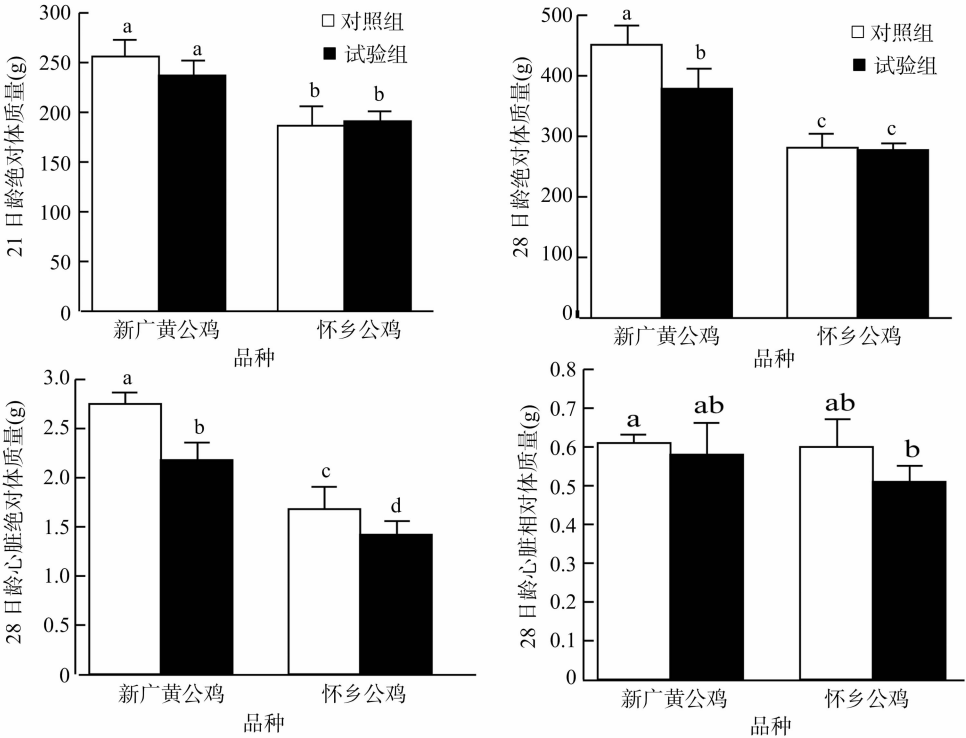 21 日龄绝对体质量(g)
300
250
200
150
100
50
0
a
a
b
b
对照组
试验组
新广黄公鸡
怀乡公鸡
品种
28 日龄绝对体质量(g)
500
400
300
200
100
0
a
b
c
c
对照组
试验组
新广黄公鸡
怀乡公鸡
品种
28 日龄心脏绝对体质量(g)
3.0
2.5
2.0
1.5
1.0
0.5
0
a
b
c
d
新广黄公鸡
怀乡公鸡
品种
28 日龄心脏相对体质量(g)
0.8
0.7
0.6
0.5
0.4
0.3
0.2
0.1
0
a
ab
ab
b
新广黄公鸡
怀乡公鸡
品种